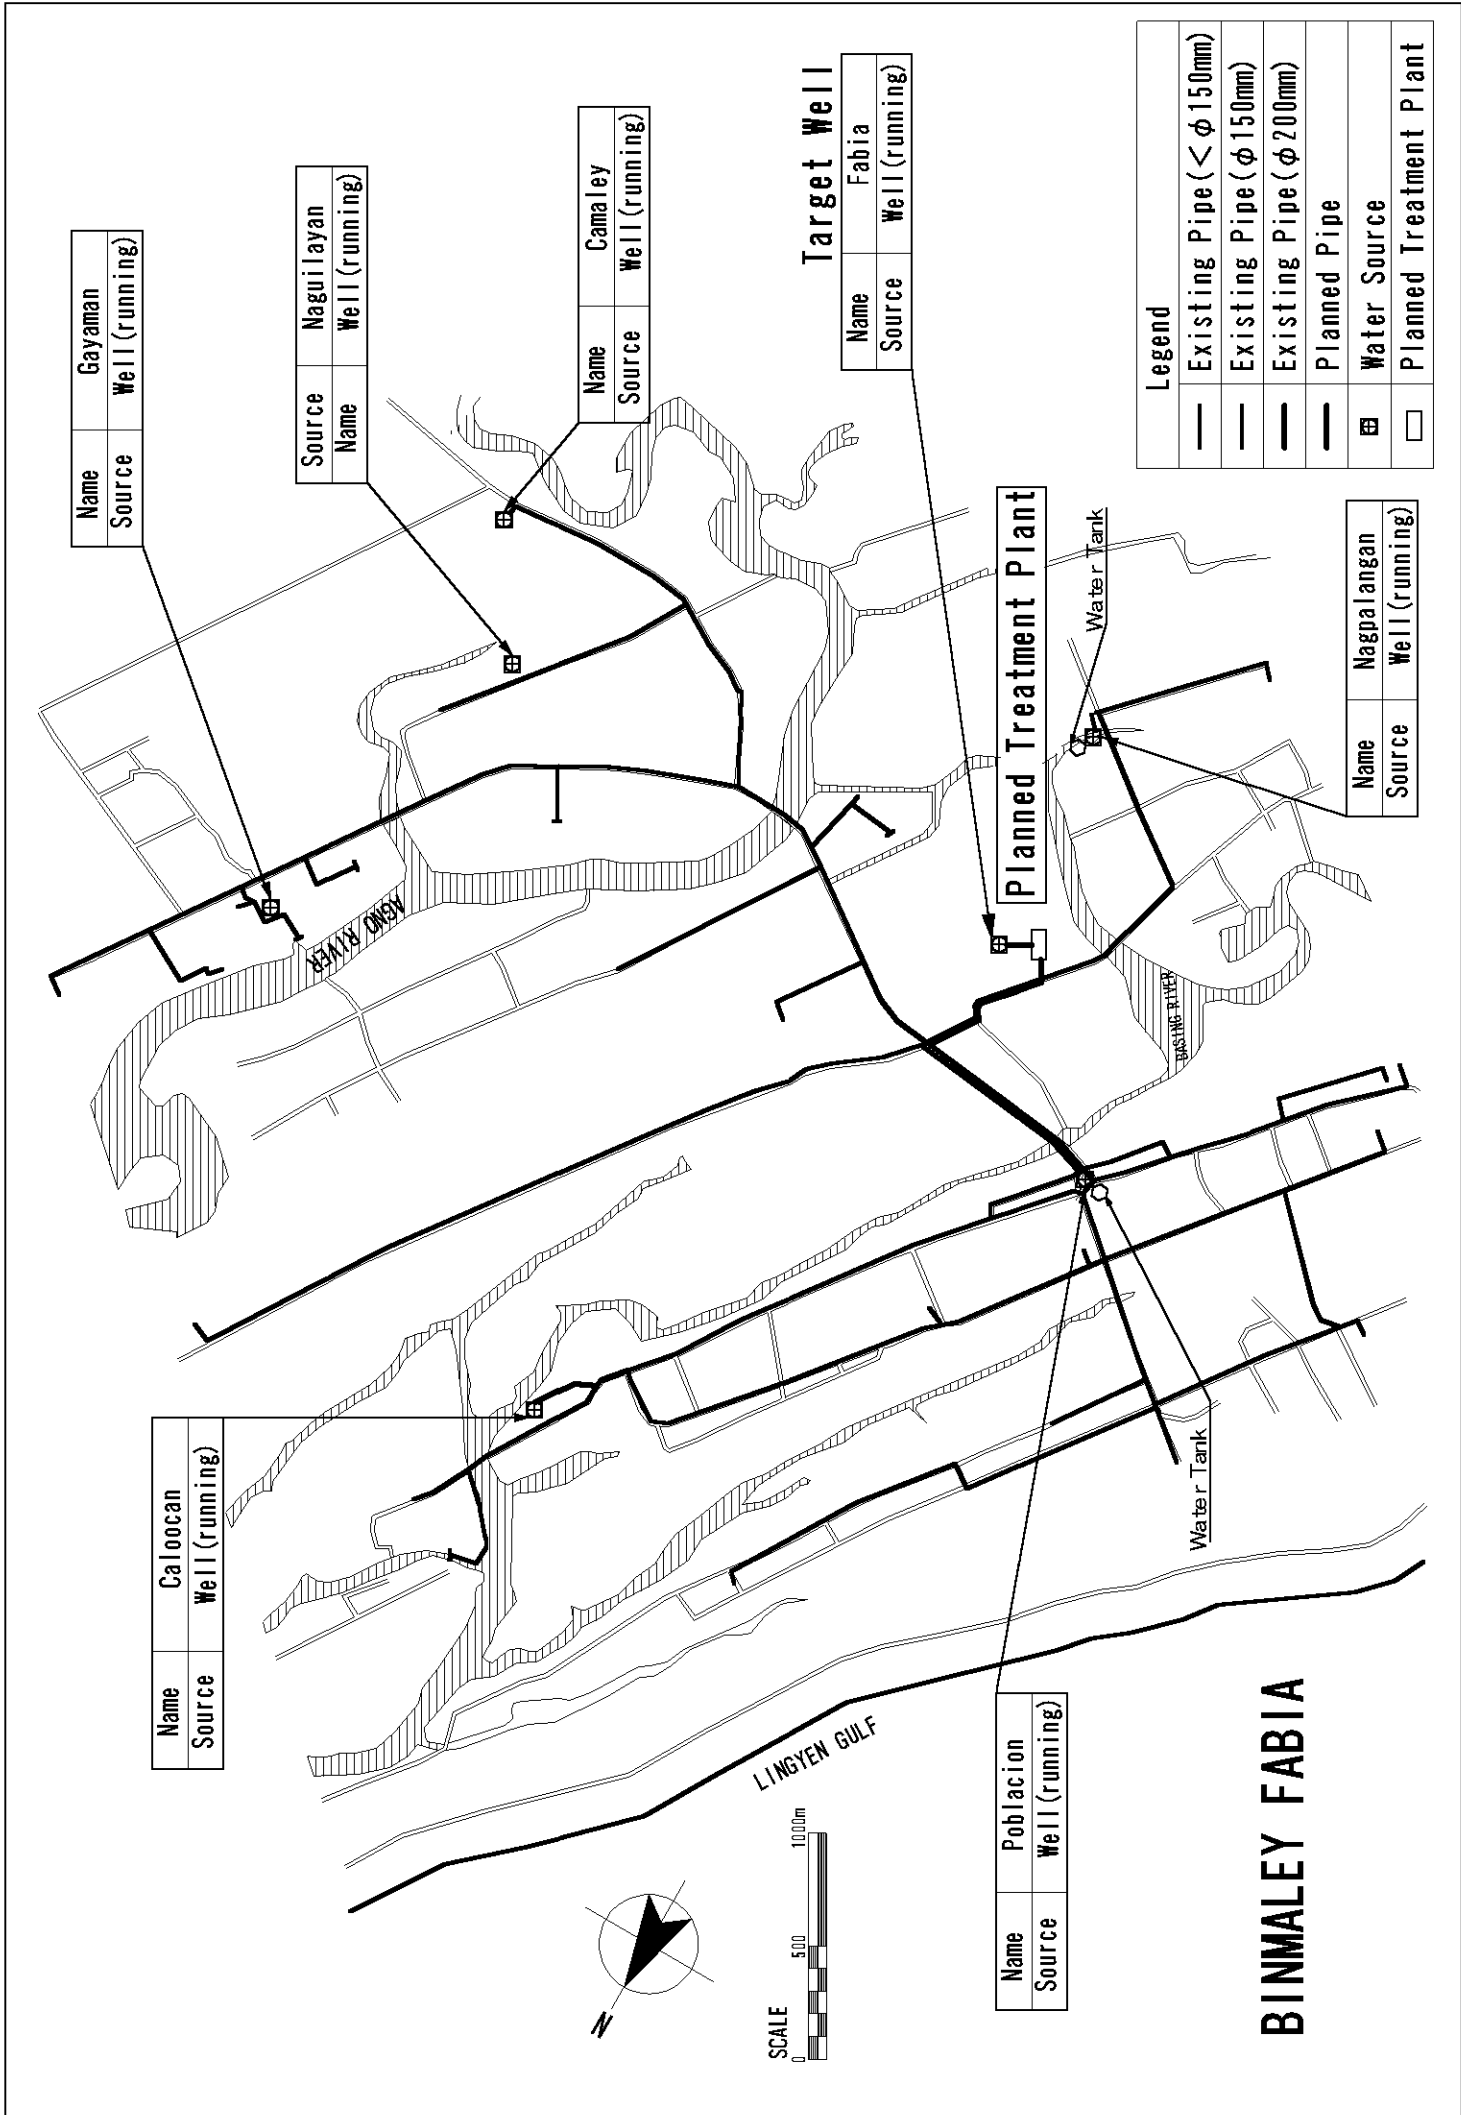 Name Gayaman
Source Well(running)
Source Naguilayan
Name Well(running)
Name Camaley
Source Well(running)
Target Well
Name Fabia
Source Well(running)
Planned Treatment Plant
Water Tank
Name Nagpalangan
Source Well(running)
Legend
Existing Pipe(<φ150mm)
Existing Pipe(φ150mm)
Existing Pipe(φ200mm)
Planned Pipe
Water Source
Planned Treatment Plant
AGNO RIVER
BASING RIVER
Name Caloocan
Source Well(running)
Water Tank
Name Poblacion
Source Well(running)
LINGYEN GULF
N
SCALE
0 500 1000m
BINMALEY FABIA